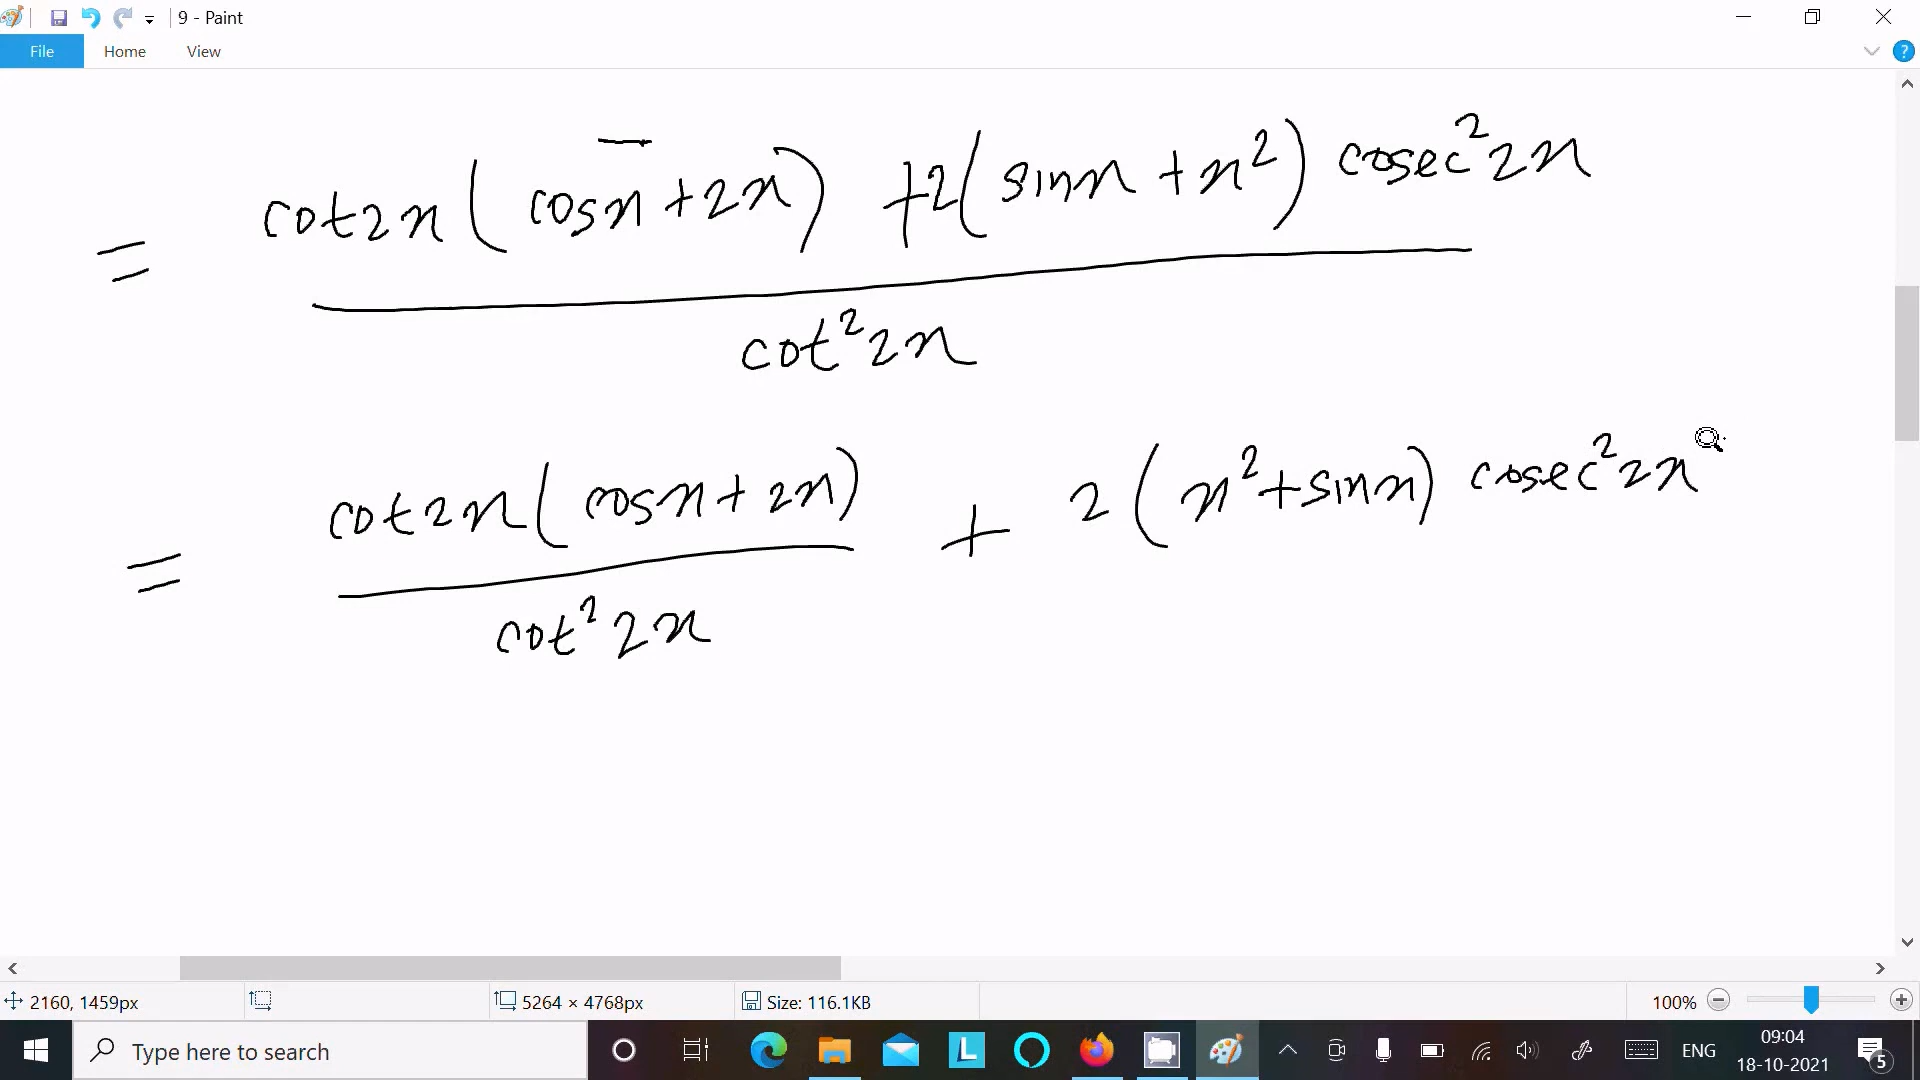 9 - Paint
File Home View
cot2x(cosx+2x) +2(sinx+x²) cosec²2x
=
cot²2x
cot2x(cosx+2x) + 2(x²+sinx) cosec²2x
=
cot²2x
2160, 1459px 5264 × 4768px Size: 116.1KB 100%
Type here to search L ENG 09:04
18-10-2021 5